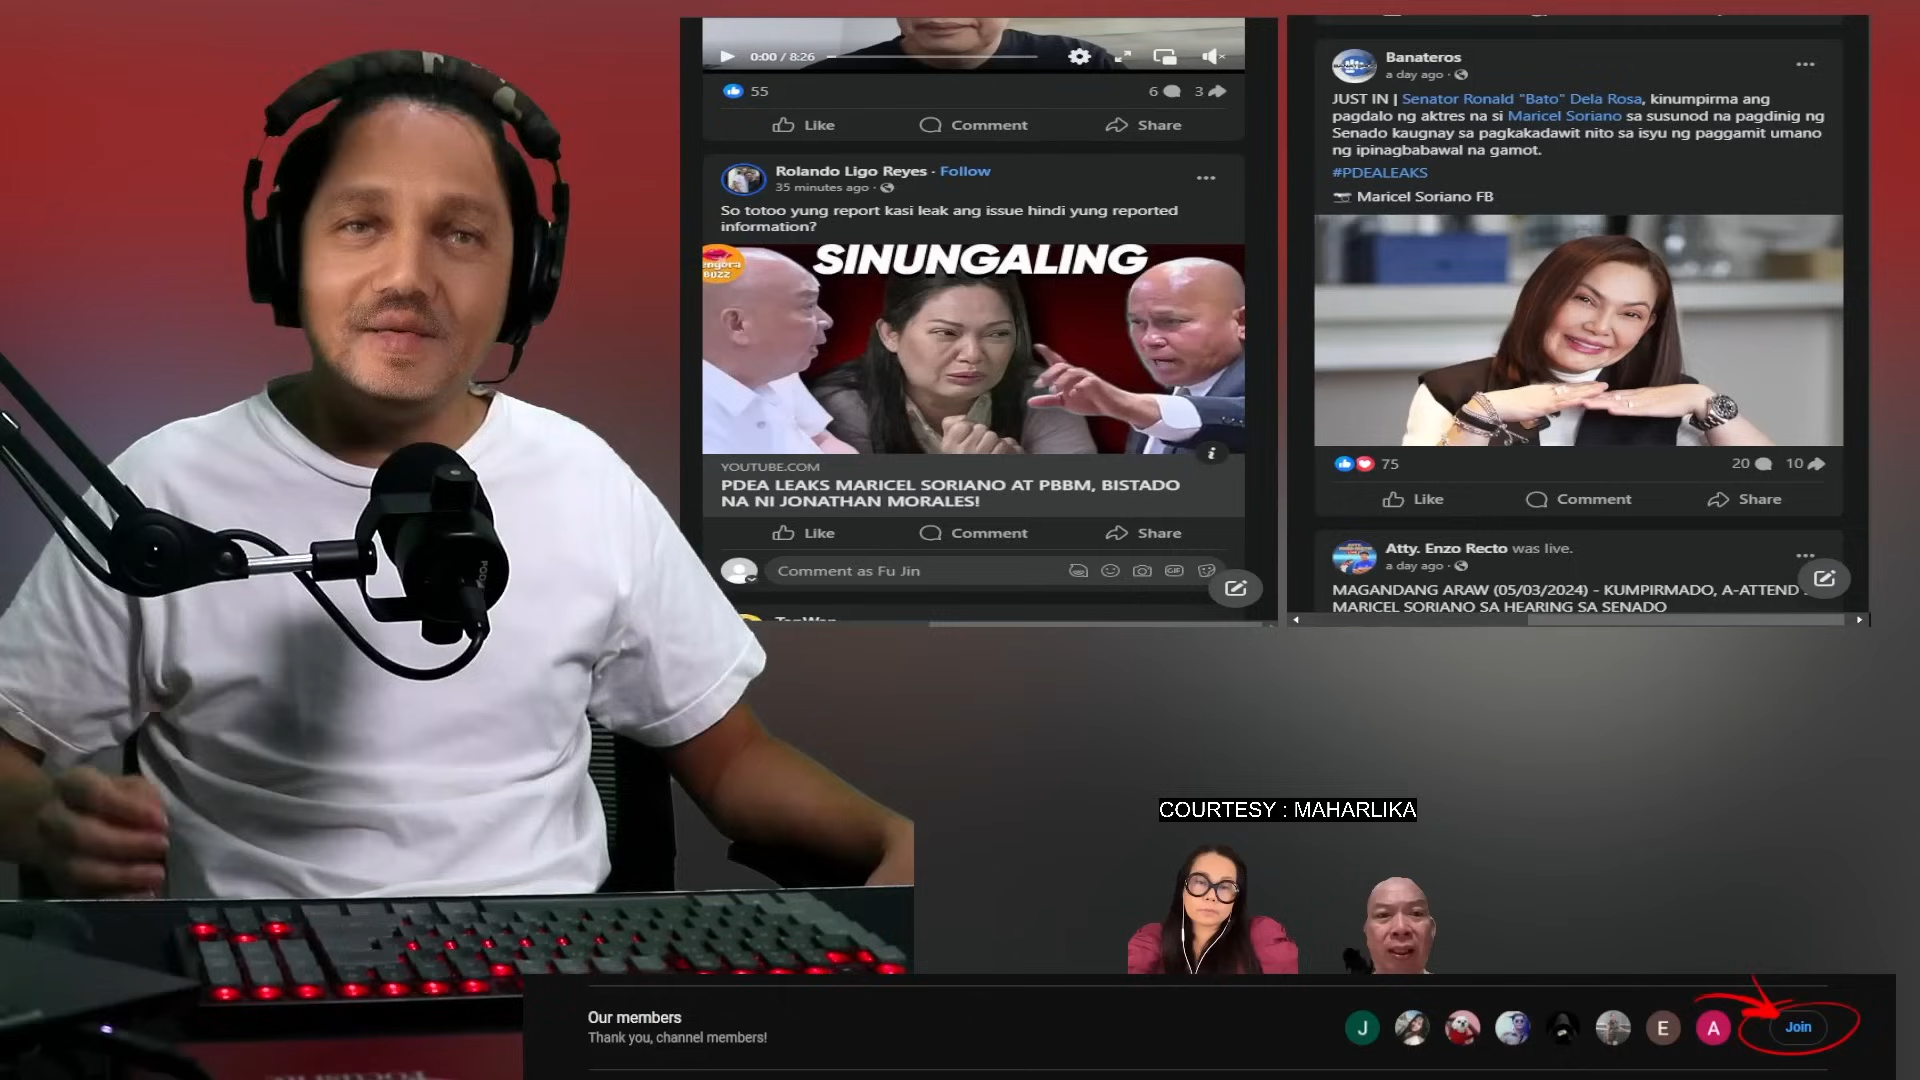 0:00 / 8:26
55
6
3
Like
Comment
Share
Rolando Ligo Reyes · Follow
35 minutes ago ·
So totoo yung report kasi leak ang issue hindi yung reported
information?
SINUNGALING
BUZZ
YOUTUBE.COM
PDEA LEAKS MARICEL SORIANO AT PBBM, BISTADO
NA NI JONATHAN MORALES!
Like
Comment
Share
Comment as Fu Jin
GIF
Banateros
a day ago ·
JUST IN | Senator Ronald "Bato" Dela Rosa, kinumpirma ang
pagdalo ng aktres na si Maricel Soriano sa susunod na pagdinig ng
Senado kaugnay sa pagkakadawit nito sa isyu ng paggamit umano
ng ipinagbabawal na gamot.
#PDEALEAKS
Maricel Soriano FB
75
20
10
Like
Comment
Share
Atty. Enzo Recto was live.
a day ago ·
MAGANDANG ARAW (05/03/2024) - KUMPIRMADO, A-ATTEND
MARICEL SORIANO SA HEARING SA SENADO
COURTESY : MAHARLIKA
Our members
Thank you, channel members!
J
E
A
Join